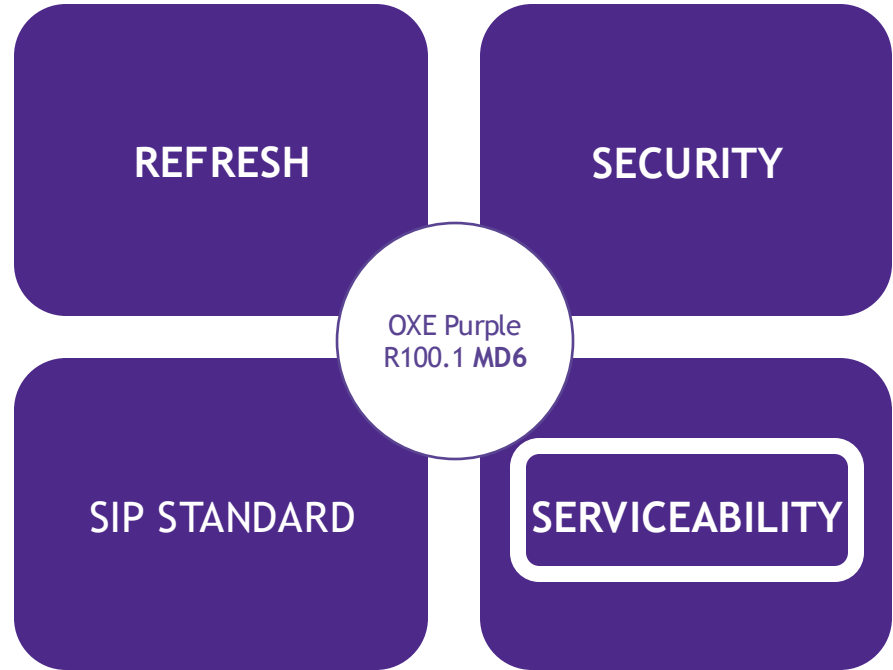 REFRESH
SECURITY
OXE Purple
R100.1 MD6
SIP STANDARD
SERVICEABILITY